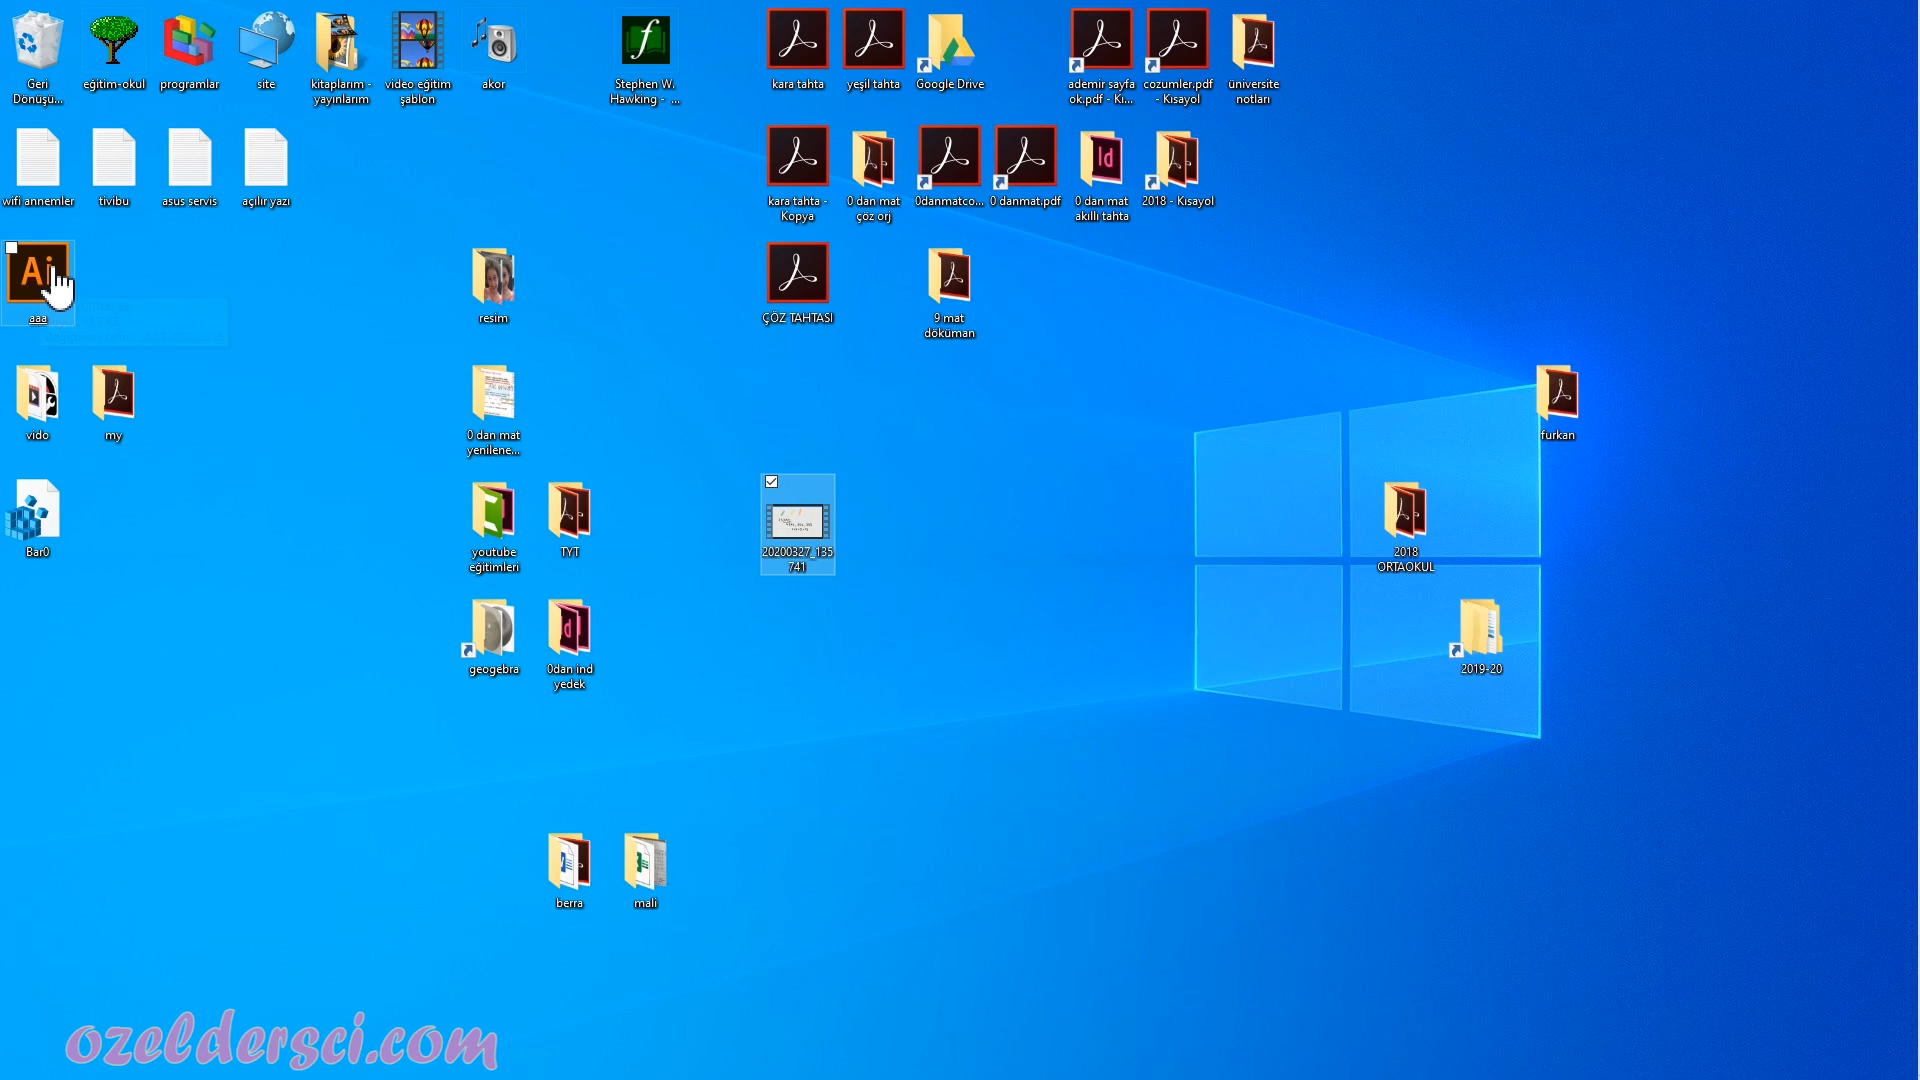 Geri
Dönüşü...
eğitim-okul
programlar
site
kitaplarım -
yayınlarım
video eğitim
şablon
akor
Stephen W.
Hawking - ...
kara tahta
yeşil tahta
Google Drive
ademir sayfa
ok.pdf - Kı...
cozumler.pdf
- Kısayol
üniversite
notları
wifi annemler
tivibu
asus servis
açılır yazı
kara tahta -
Kopya
0 dan mat
çöz orj
0danmatco...
0 danmat.pdf
Id
0 dan mat
akıllı tahta
2018 - Kısayol
Ai
aaa
resim
ÇÖZ TAHTASI
9 mat
döküman
vido
my
0 dan mat
yenilene...
furkan
Bar0
youtube
eğitimleri
TYT
20200327_135
741
2018
ORTAOKUL
geogebra
0dan ind
yedek
2019-20
berra
mali
ozeldersci.com